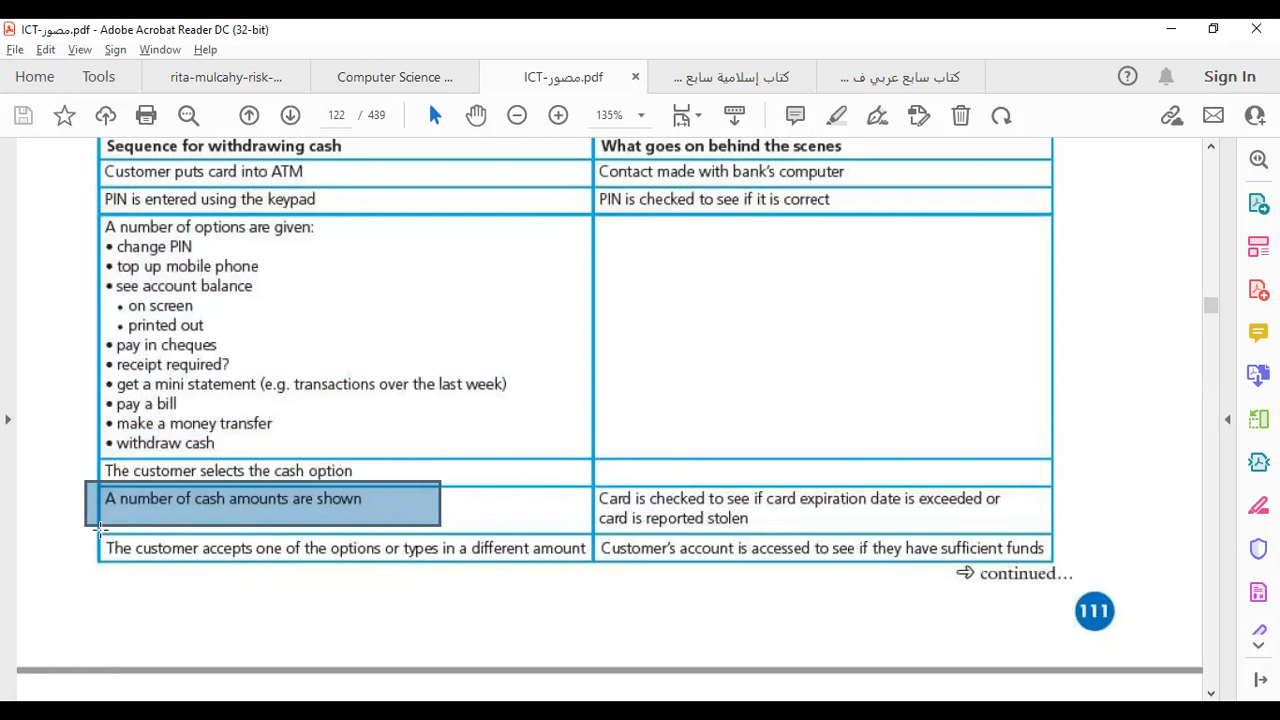 ICT-مصور.pdf - Adobe Acrobat Reader DC (32-bit)
File Edit View Sign Window Help
Home Tools rita-mulcahy-risk-... Computer Science ... ICT-مصور.pdf × كتاب إسلامية سابع ... كتاب سابع عربي ف ... Sign In
122 / 439 135%
Sequence for withdrawing cash What goes on behind the scenes
Customer puts card into ATM Contact made with bank's computer
PIN is entered using the keypad PIN is checked to see if it is correct
A number of options are given:
• change PIN
• top up mobile phone
• see account balance
• on screen
• printed out
• pay in cheques
• receipt required?
• get a mini statement (e.g. transactions over the last week)
• pay a bill
• make a money transfer
• withdraw cash
The customer selects the cash option
A number of cash amounts are shown Card is checked to see if card expiration date is exceeded or
card is reported stolen
The customer accepts one of the options or types in a different amount Customer's account is accessed to see if they have sufficient funds
➩ continued...
111